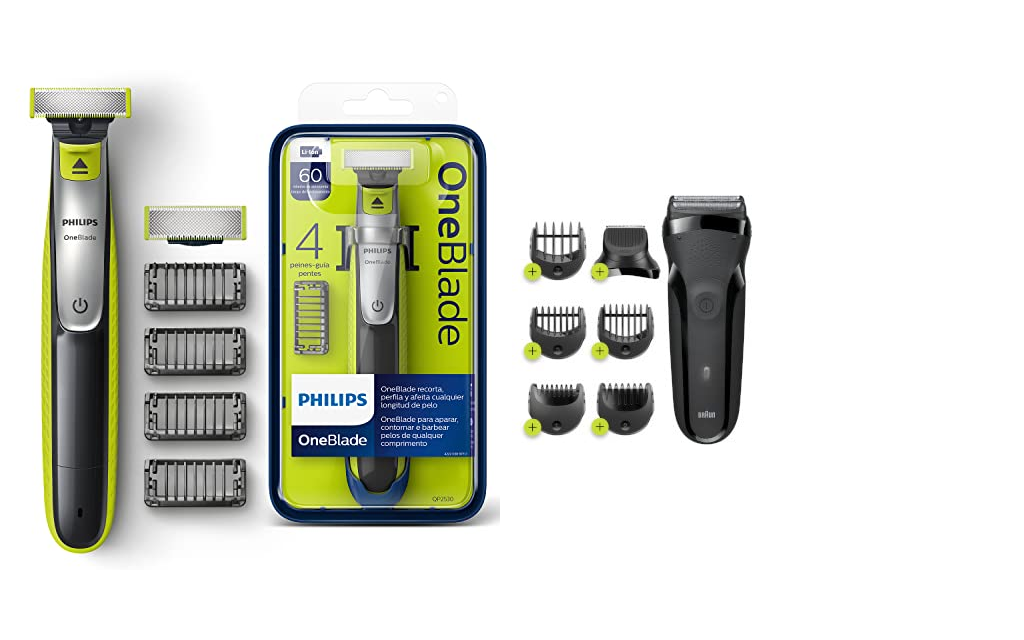 PHILIPS
OneBlade
Li-Ion
60
4
peines-guía
pentes
PHILIPS
OneBlade
OneBlade
PHILIPS
OneBlade
OneBlade recorta,
perfila y afeita cualquier
longitud de pelo
OneBlade para aparar,
contornar e barbear
pelos de qualquer
comprimento
QP2530
BRAUN